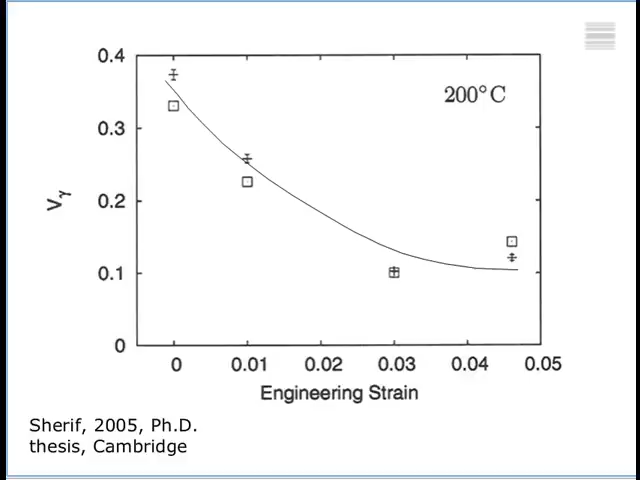 0.4
200°C
0.3
0.2
Vγ
0.1
0
0 0.01 0.02 0.03 0.04 0.05
Engineering Strain
Sherif, 2005, Ph.D.
thesis, Cambridge